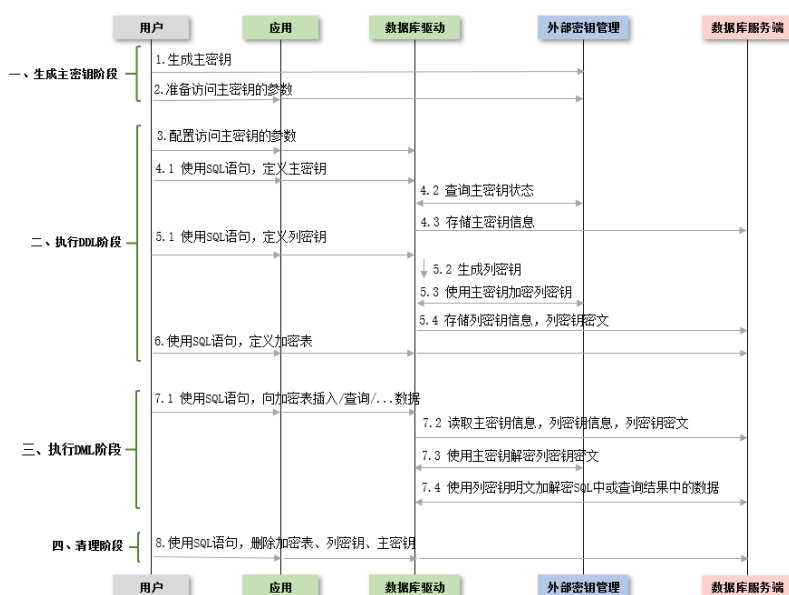 用户
应用
数据库驱动
外部密钥管理
数据库服务端
一、生成主密钥阶段
1.生成主密钥
2.准备访问主密钥的参数
二、执行DDL阶段
3.配置访问主密钥的参数
4.1 使用SQL语句，定义主密钥
4.2 查询主密钥状态
4.3 存储主密钥信息
5.1 使用SQL语句，定义列密钥
5.2 生成列密钥
5.3 使用主密钥加密列密钥
5.4 存储列密钥信息，列密钥密文
6.使用SQL语句，定义加密表
三、执行DML阶段
7.1 使用SQL语句，向加密表插入/查询/...数据
7.2 读取主密钥信息，列密钥信息，列密钥密文
7.3 使用主密钥解密列密钥密文
7.4 使用列密钥明文加解密SQL中或查询结果中的数据
四、清理阶段
8.使用SQL语句，删除加密表、列密钥、主密钥
用户
应用
数据库驱动
外部密钥管理
数据库服务端